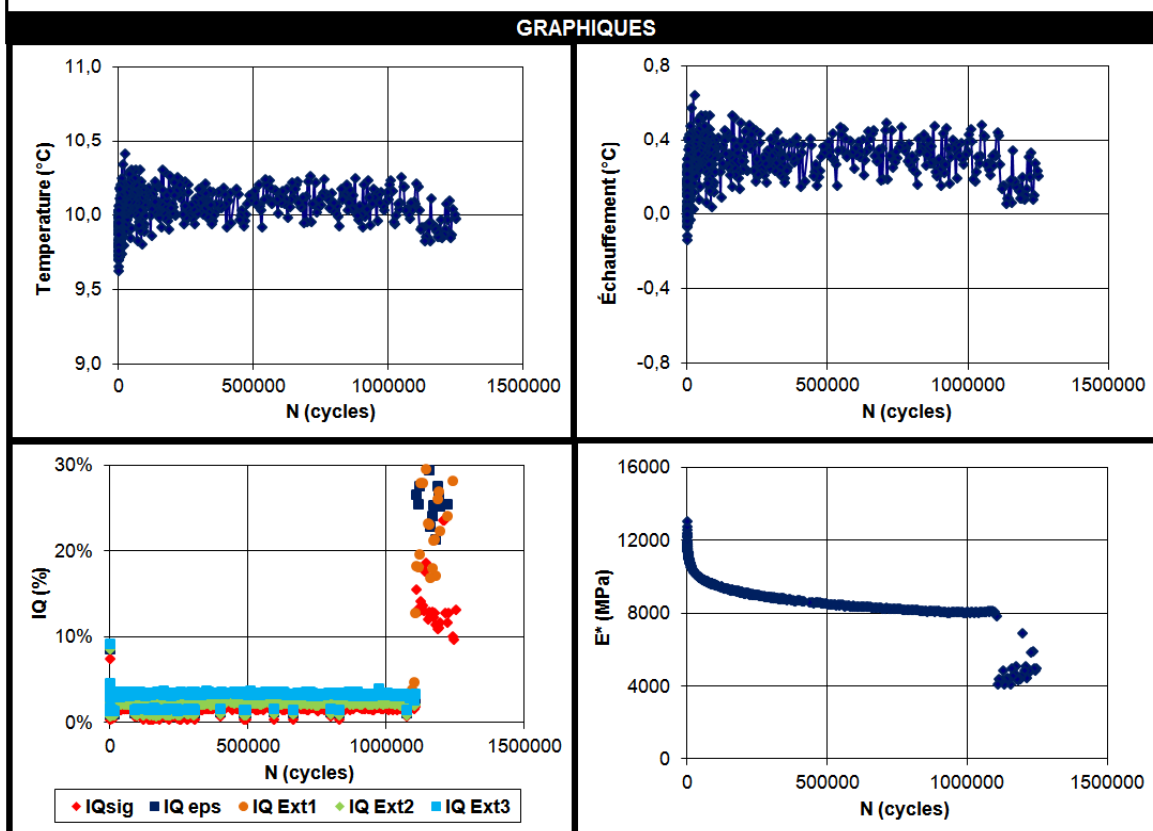 GRAPHIQUES
Temperature (°C)
11,0
10,5
10,0
9,5
9,0
0 500000 1000000 1500000
N (cycles)
Échauffement (°C)
0,8
0,4
0,0
-0,4
-0,8
0 500000 1000000 1500000
N (cycles)
IQ (%)
30%
20%
10%
0%
0 500000 1000000 1500000
N (cycles)
IQsig IQ eps IQ Ext1 IQ Ext2 IQ Ext3
E* (MPa)
16000
12000
8000
4000
0
0 500000 1000000 1500000
N (cycles)